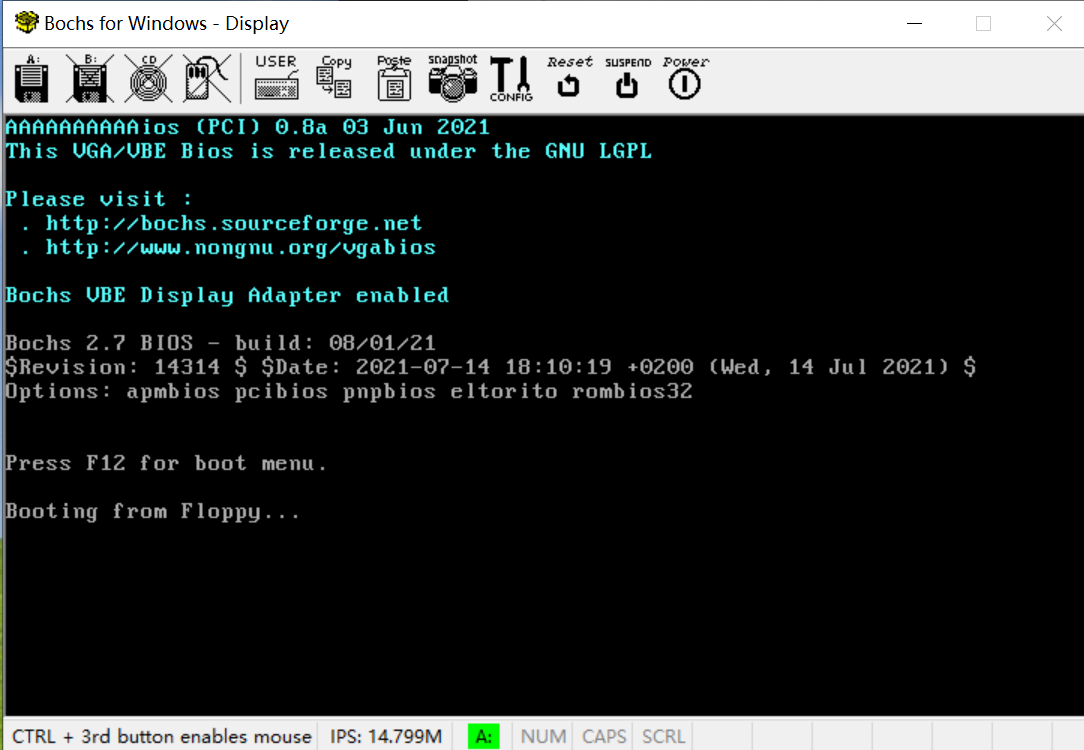 Bochs for Windows - Display
A: B: CD USER Copy Paste snapshot CONFIG Reset SUSPEND Power
AAAAAAAAAAios (PCI) 0.8a 03 Jun 2021
This VGA/VBE Bios is released under the GNU LGPL
Please visit :
. http://bochs.sourceforge.net
. http://www.nongnu.org/vgabios
Bochs VBE Display Adapter enabled
Bochs 2.7 BIOS - build: 08/01/21
$Revision: 14314 $ $Date: 2021-07-14 18:10:19 +0200 (Wed, 14 Jul 2021) $
Options: apmbios pcibios pnpbios eltorito rombios32
Press F12 for boot menu.
Booting from Floppy...
CTRL + 3rd button enables mouse IPS: 14.799M A: NUM CAPS SCRL